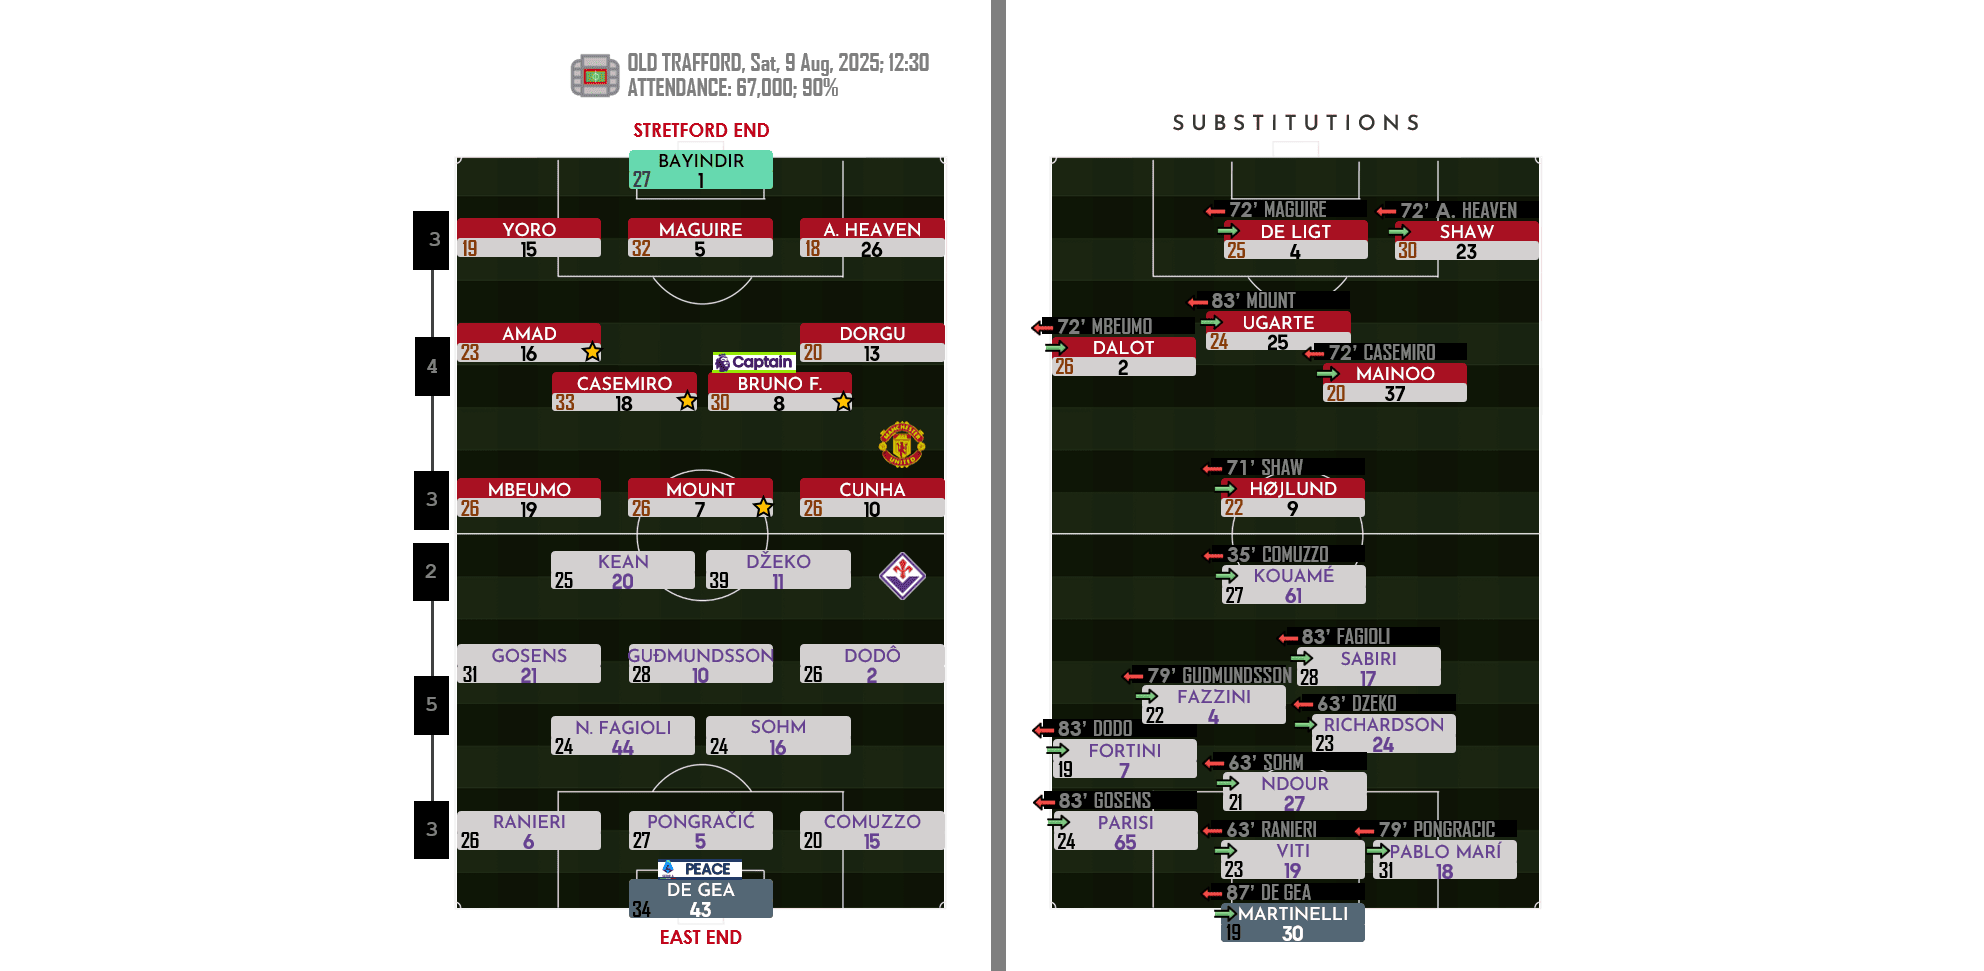 OLD TRAFFORD, Sat, 9 Aug, 2025; 12:30
ATTENDANCE: 67,000; 90%
STRETFORD END
BAYINDIR
27 1
3
YORO
19 15
MAGUIRE
32 5
A. HEAVEN
18 26
4
AMAD
23 16
DORGU
20 13
Captain
CASEMIRO
33 18
BRUNO F.
30 8
MANCHESTER
UNITED
3
MBEUMO
26 19
MOUNT
26 7
CUNHA
26 10
2
KEAN
25 20
DŽEKO
39 11
5
GOSENS
31 21
GUÐMUNDSSON
28 10
DODÔ
26 2
N. FAGIOLI
24 44
SOHM
24 16
3
RANIERI
26 6
PONGRAČIĆ
27 5
COMUZZO
20 15
PEACE
DE GEA
34 43
EAST END
SUBSTITUTIONS
72’ MAGUIRE
DE LIGT
25 4
72’ A. HEAVEN
SHAW
30 23
83’ MOUNT
UGARTE
24 25
72’ MBEUMO
DALOT
26 2
72’ CASEMIRO
MAINOO
20 37
71’ SHAW
HØJLUND
22 9
35’ COMUZZO
KOUAMÉ
27 61
83’ FAGIOLI
SABIRI
28 17
79’ GUDMUNDSSON
FAZZINI
22 4
63’ DZEKO
RICHARDSON
23 24
83’ DODO
FORTINI
19 7
63’ SOHM
NDOUR
21 27
83’ GOSENS
PARISI
24 65
63’ RANIERI
VITI
23 19
79’ PONGRACIC
PABLO MARÍ
31 18
87’ DE GEA
MARTINELLI
19 30